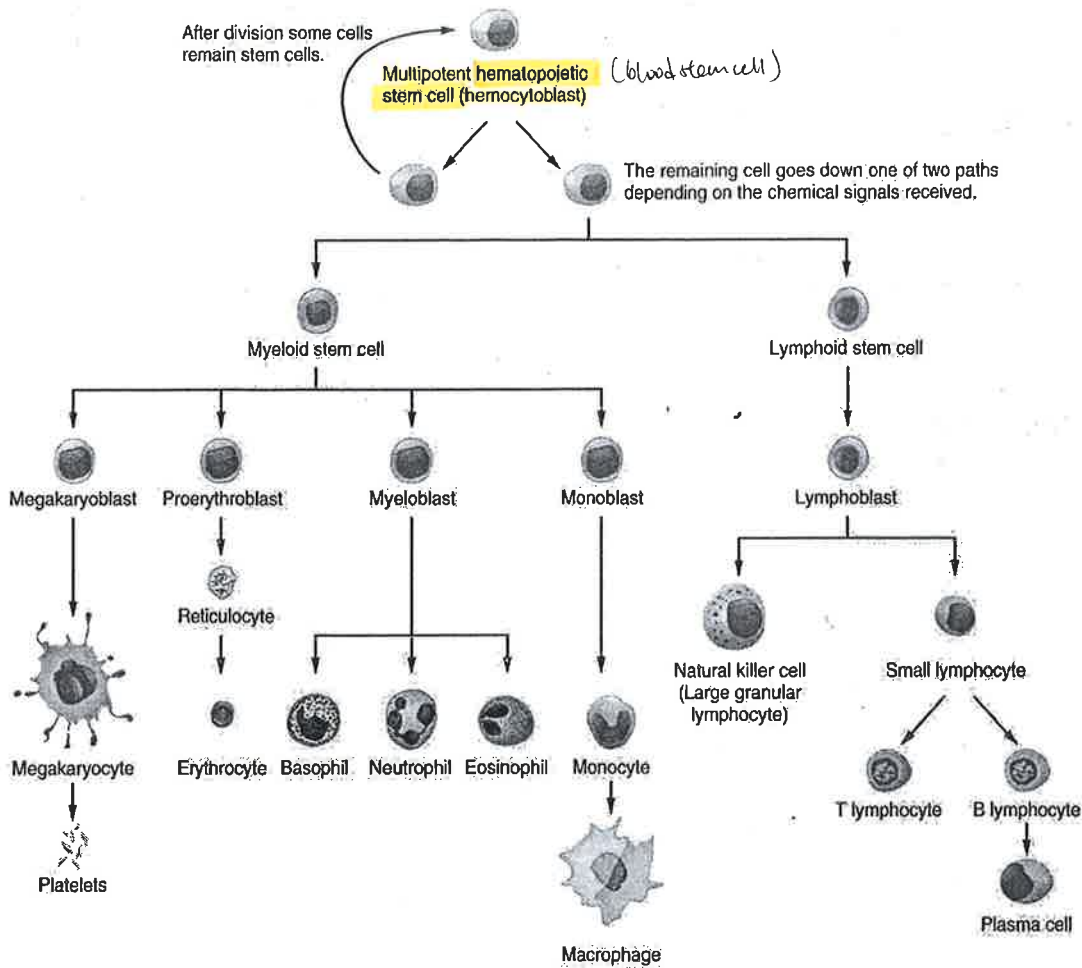 After division some cells
remain stem cells.
Multipotent hematopoietic
stem cell (hemocytoblast)
(blood stem cell)
The remaining cell goes down one of two paths
depending on the chemical signals received.
Myeloid stem cell
Lymphoid stem cell
Megakaryoblast
Proerythroblast
Myeloblast
Monoblast
Lymphoblast
Reticulocyte
Natural killer cell
(Large granular
lymphocyte)
Small lymphocyte
Megakaryocyte
Erythrocyte
Basophil
Neutrophil
Eosinophil
Monocyte
T lymphocyte
B lymphocyte
Platelets
Plasma cell
Macrophage